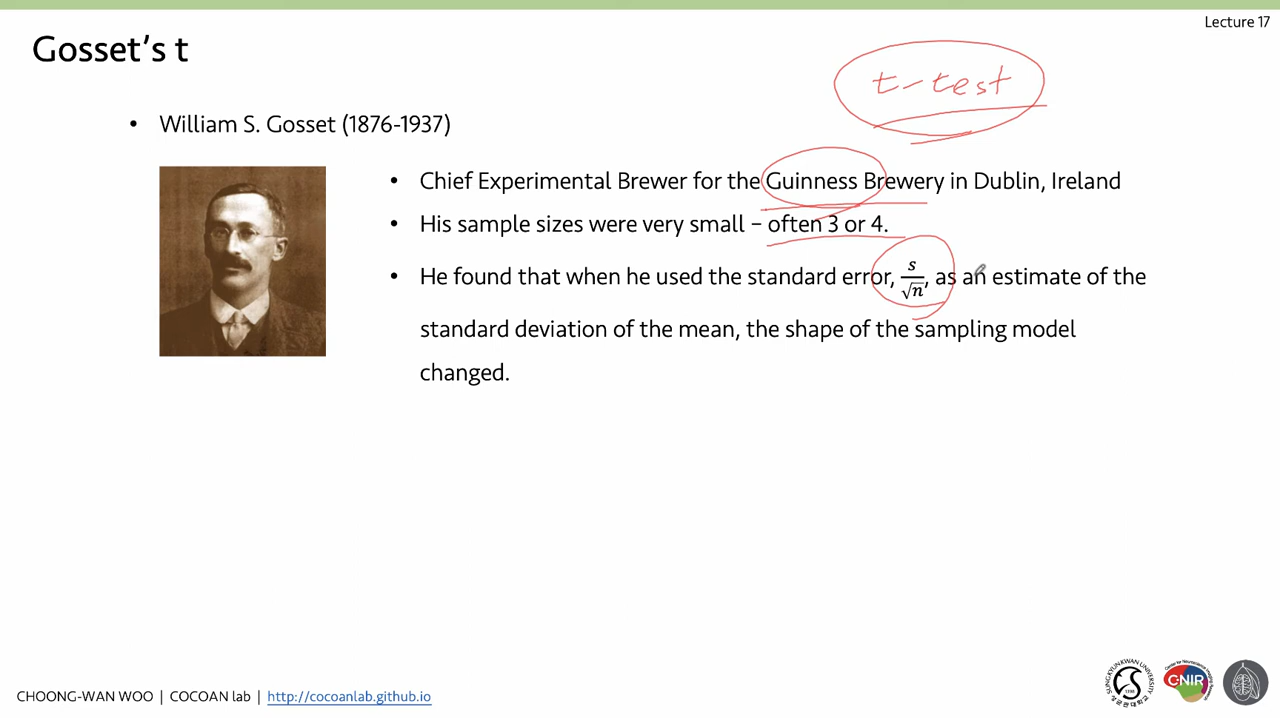 Lecture 17
Gosset's t
t-test
• William S. Gosset (1876-1937)
• Chief Experimental Brewer for the Guinness Brewery in Dublin, Ireland
• His sample sizes were very small – often 3 or 4.
• He found that when he used the standard error, s/√n, as an estimate of the
standard deviation of the mean, the shape of the sampling model
changed.
CHOONG-WAN WOO | COCOAN lab | http://cocoanlab.github.io
CNIR